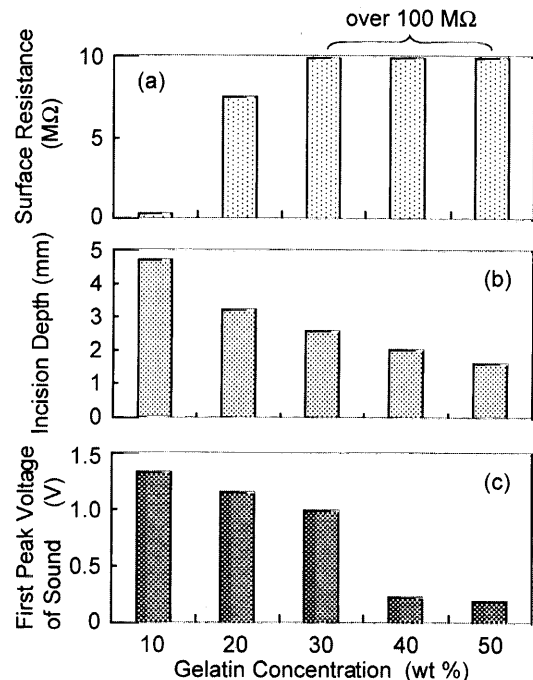 over 100 MΩ
Surface Resistance
(MΩ)
10
5
0
(a)
Incision Depth (mm)
5
4
3
2
1
0
(b)
First Peak Voltage
of Sound (V)
1.5
1.0
0.5
0
(c)
10 20 30 40 50
Gelatin Concentration (wt %)